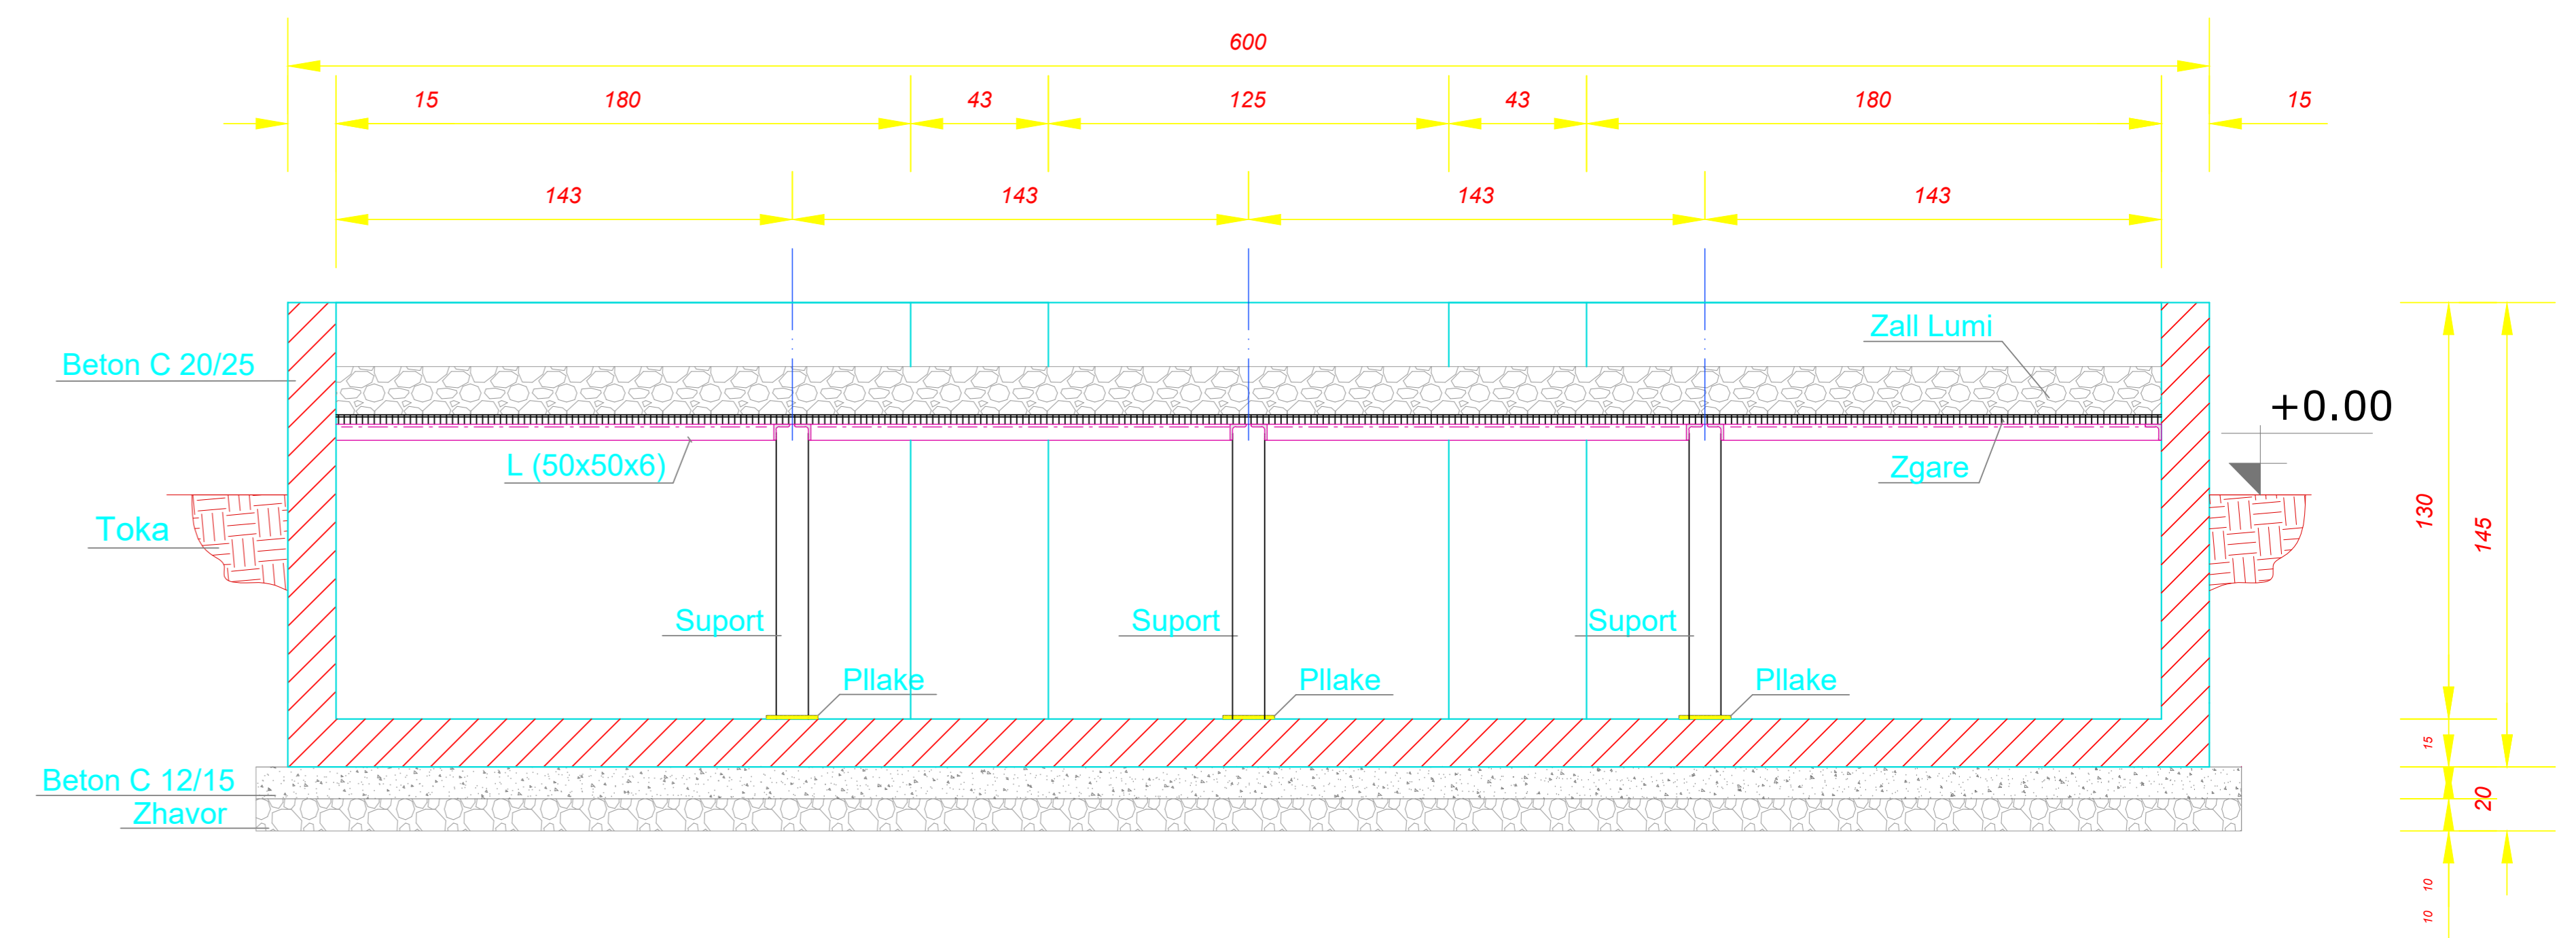 600
15 180 43 125 43 180 15
143 143 143 143
Zall Lumi
Beton C 20/25
+0.00
L (50x50x6)
Zgare
Toka
130
145
Suport Suport Suport
Pllake Pllake Pllake
15
Beton C 12/15
20
Zhavor
10
10